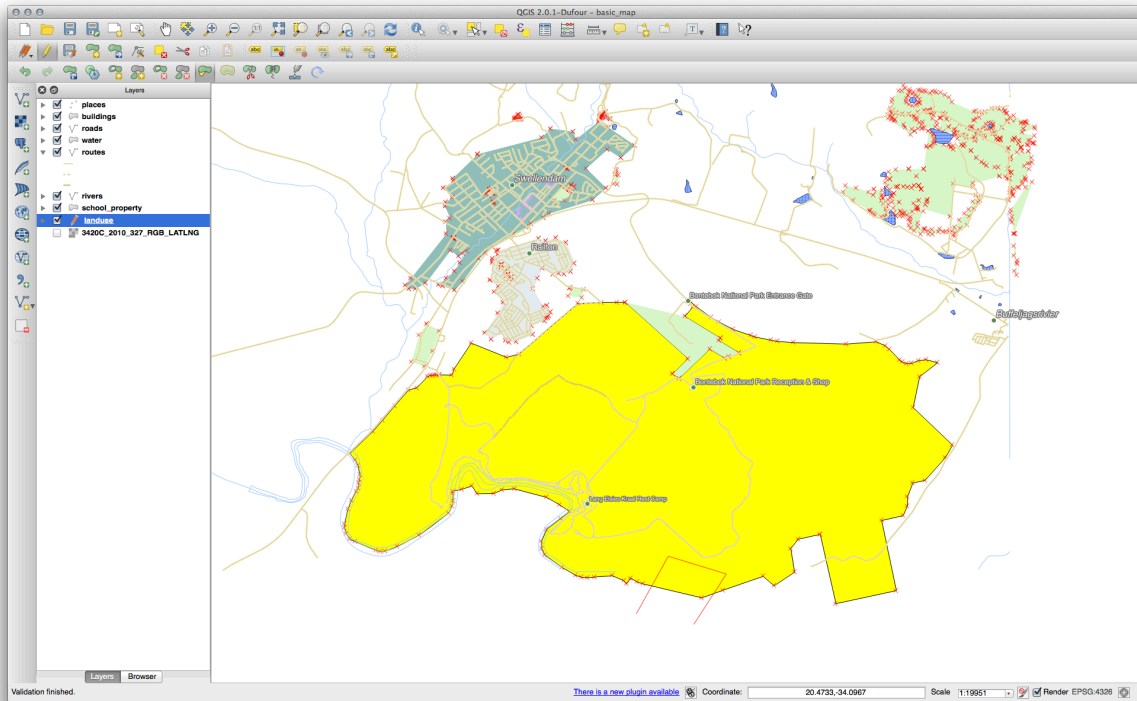 QGIS 2.0.1-Dufour - basic_map
Layers
places
buildings
roads
water
routes
rivers
school_property
landuse
3420C_2010_327_RGB_LATLNG
Swellendam
Railton
Bontebok National Park Entrance Gate
Buffeljagsrivier
Bontebok National Park Reception & Shop
Lang Elsies Kraal Rest Camp
Layers Browser
Validation finished. There is a new plugin available Coordinate: 20.4733,-34.0967 Scale 1:19951 Render EPSG:4326